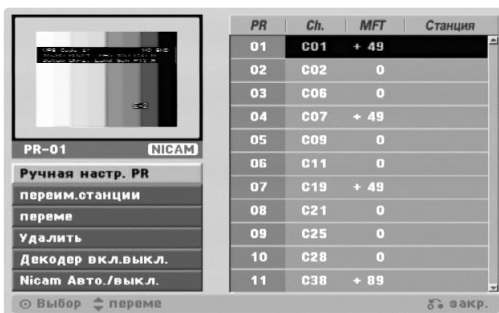 PR Ch. MFT Станция
01 C01 + 49
02 C02 0
03 C06 0
04 C07 + 49
05 C09 0
06 C11 0
07 C19 + 49
08 C21 0
09 C25 0
10 C28 0
11 C38 + 89
PR-01 NICAM
Ручная настр. PR
переим.станции
переме
Удалить
Декодер вкл.выкл.
Nicam Авто./выкл.
Выбор переме закр.